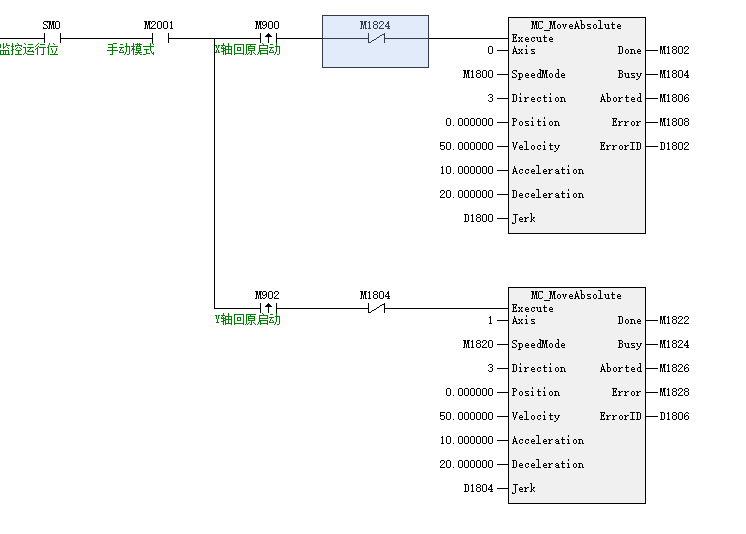 SM0 M2001 M900 M1824 MC_MoveAbsolute
监控运行位 手动模式 X轴回原启动 Execute
0 Axis Done M1802
M1800 SpeedMode Busy M1804
3 Direction Aborted M1806
0.000000 Position Error M1808
50.000000 Velocity ErrorID D1802
10.000000 Acceleration
20.000000 Deceleration
D1800 Jerk
M902 M1804 MC_MoveAbsolute
Y轴回原启动 Execute
1 Axis Done M1822
M1820 SpeedMode Busy M1824
3 Direction Aborted M1826
0.000000 Position Error M1828
50.000000 Velocity ErrorID D1806
10.000000 Acceleration
20.000000 Deceleration
D1804 Jerk